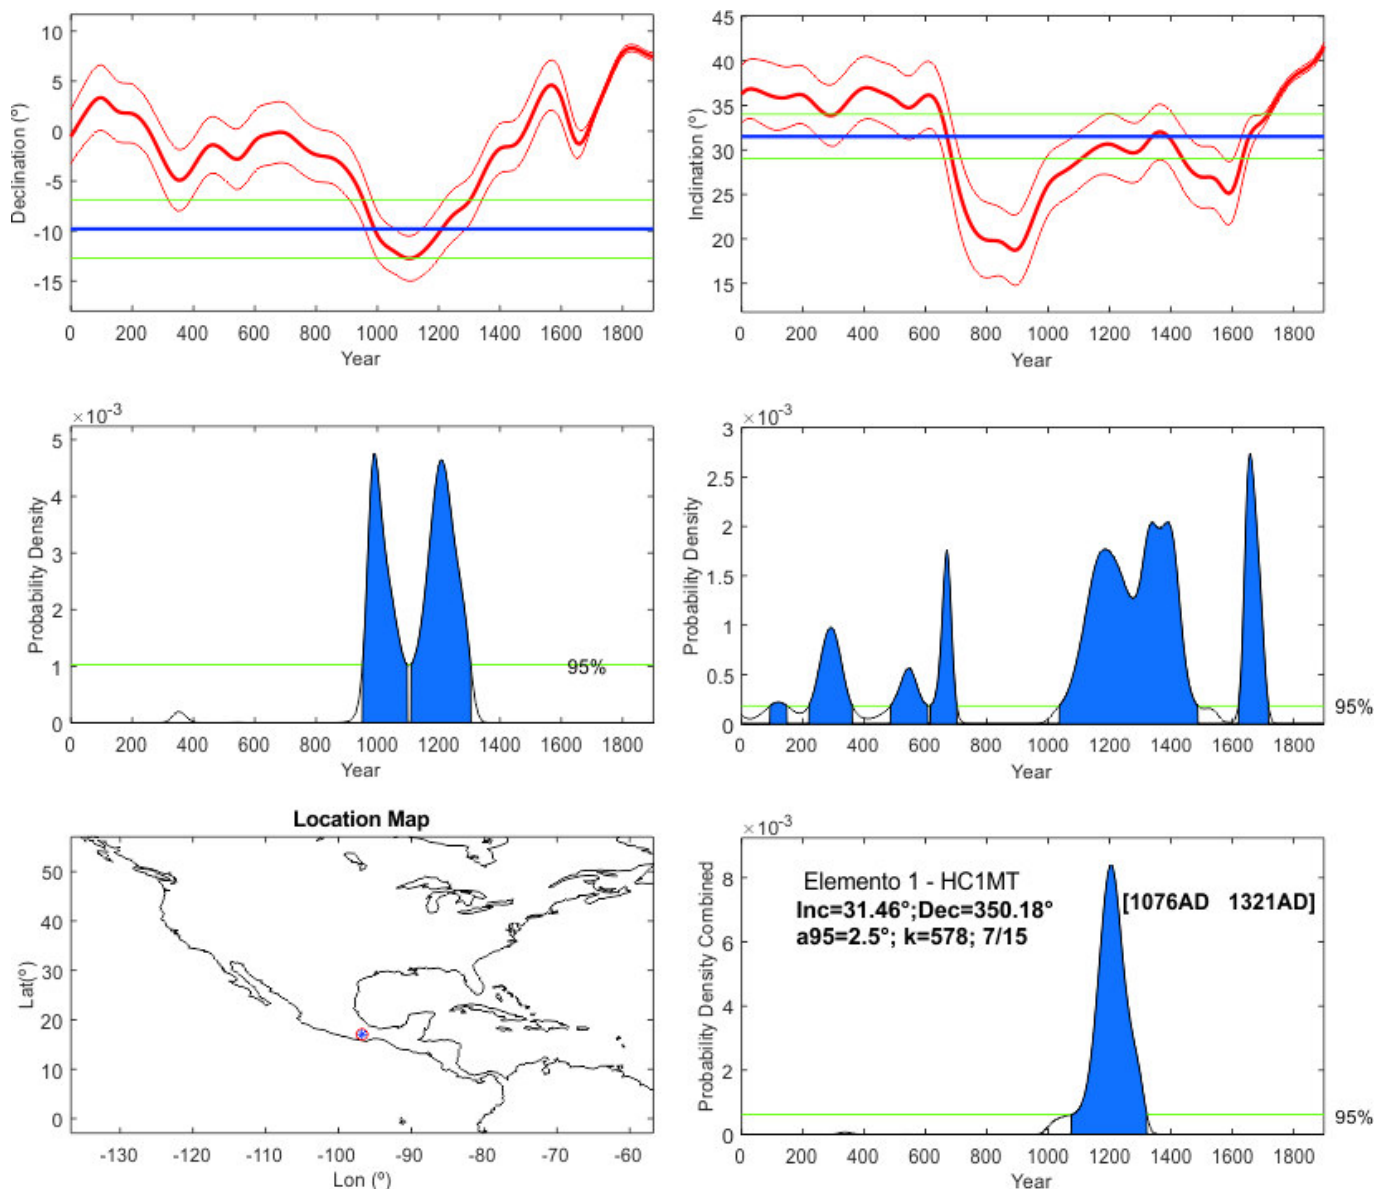 10
5
0
-5
-10
-15
Declination (º)
0 200 400 600 800 1000 1200 1400 1600 1800
Year
45
40
35
30
25
20
15
Inclination (º)
0 200 400 600 800 1000 1200 1400 1600 1800
Year
×10-3
5
4
3
2
1
0
Probability Density
95%
0 200 400 600 800 1000 1200 1400 1600 1800
Year
×10-3
3
2.5
2
1.5
1
0.5
0
Probability Density
95%
0 200 400 600 800 1000 1200 1400 1600 1800
Year
Location Map
50
40
30
20
10
0
Lat(º)
-130 -120 -110 -100 -90 -80 -70 -60
Lon (º)
×10-3
8
6
4
2
0
Probability Density Combined
Elemento 1 - HC1MT
Inc=31.46°;Dec=350.18°
a95=2.5°; k=578; 7/15
[1076AD 1321AD]
95%
0 200 400 600 800 1000 1200 1400 1600 1800
Year